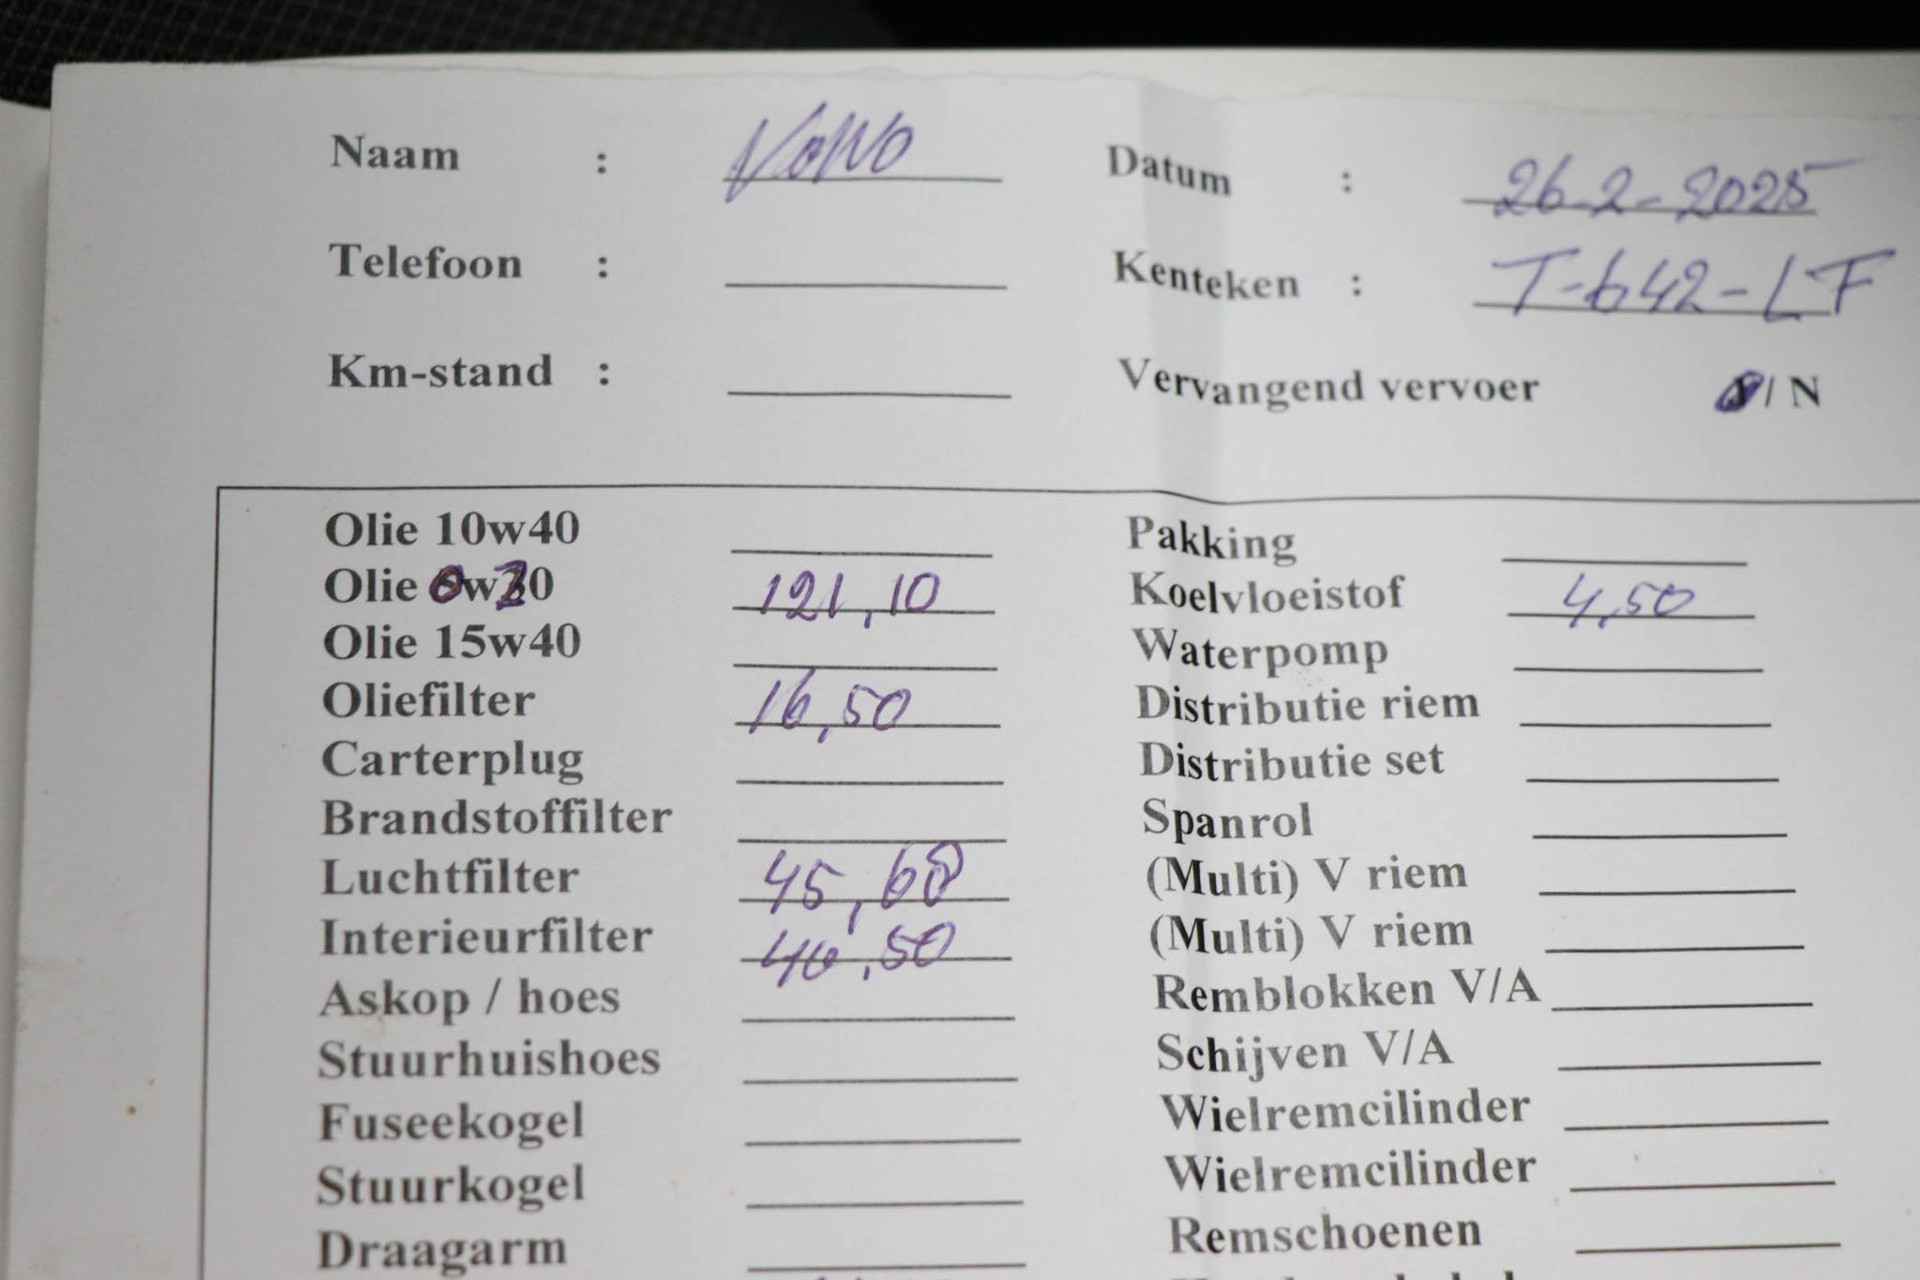 Naam : VoWo
Datum : 26-2-2025
Telefoon :
Kenteken : T-642-LF
Km-stand :
Vervangend vervoer / N
Olie 10w40
Olie 0w20 121,10
Olie 15w40
Oliefilter 16,50
Carterplug
Brandstoffilter
Luchtfilter 45,60
Interieurfilter 40,50
Askop / hoes
Stuurhuishoes
Fuseekogel
Stuurkogel
Draagarm
Pakking
Koelvloeistof 4,50
Waterpomp
Distributie riem
Distributie set
Spanrol
(Multi) V riem
(Multi) V riem
Remblokken V/A
Schijven V/A
Wielremcilinder
Wielremcilinder
Remschoenen